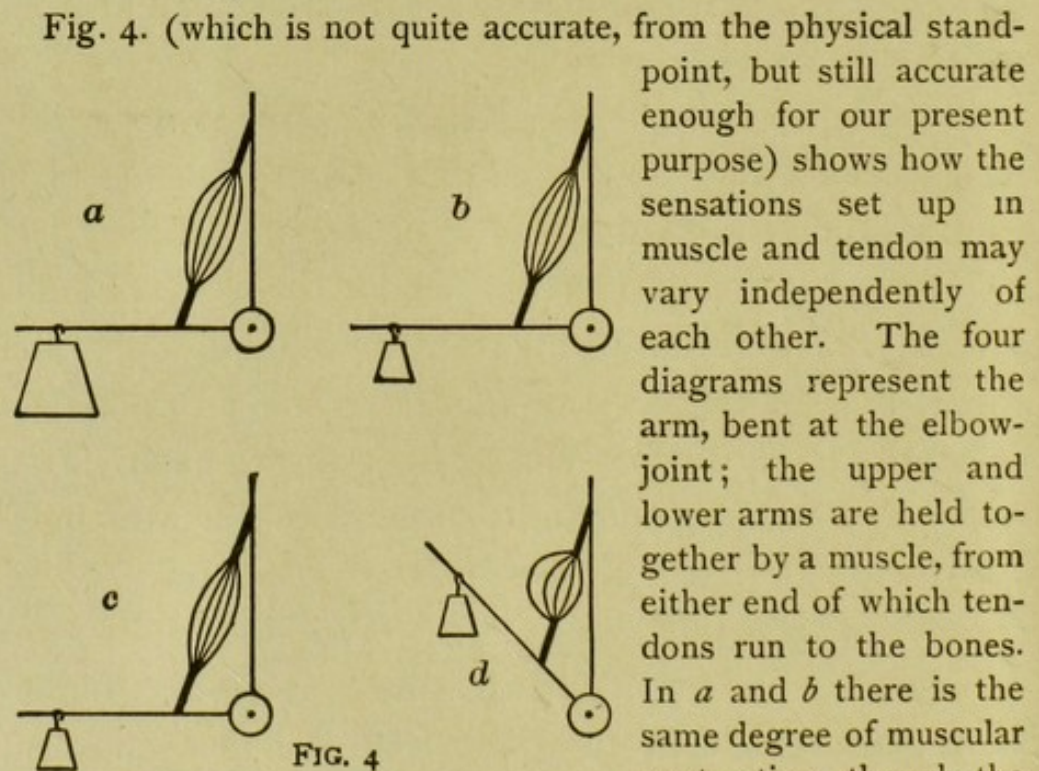 Fig. 4. (which is not quite accurate, from the physical stand-
point, but still accurate
enough for our present
purpose) shows how the
sensations set up in
muscle and tendon may
vary independently of
each other. The four
diagrams represent the
arm, bent at the elbow-
joint; the upper and
lower arms are held to-
gether by a muscle, from
either end of which ten-
dons run to the bones.
In a and b there is the
same degree of muscular
a
b
c
d
FIG. 4